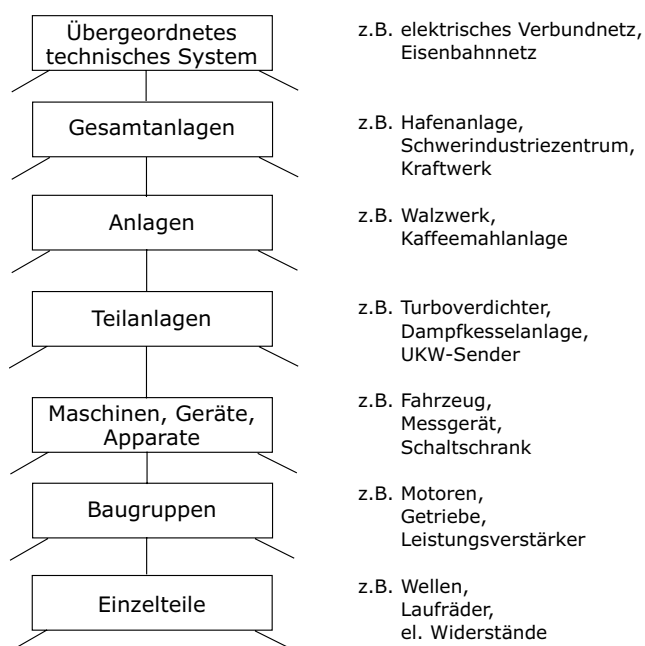 Übergeordnetes
technisches System
z.B. elektrisches Verbundnetz,
Eisenbahnnetz
Gesamtanlagen
z.B. Hafenanlage,
Schwerindustriezentrum,
Kraftwerk
Anlagen
z.B. Walzwerk,
Kaffeemahlanlage
Teilanlagen
z.B. Turboverdichter,
Dampfkesselanlage,
UKW-Sender
Maschinen, Geräte,
Apparate
z.B. Fahrzeug,
Messgerät,
Schaltschrank
Baugruppen
z.B. Motoren,
Getriebe,
Leistungsverstärker
Einzelteile
z.B. Wellen,
Laufräder,
el. Widerstände